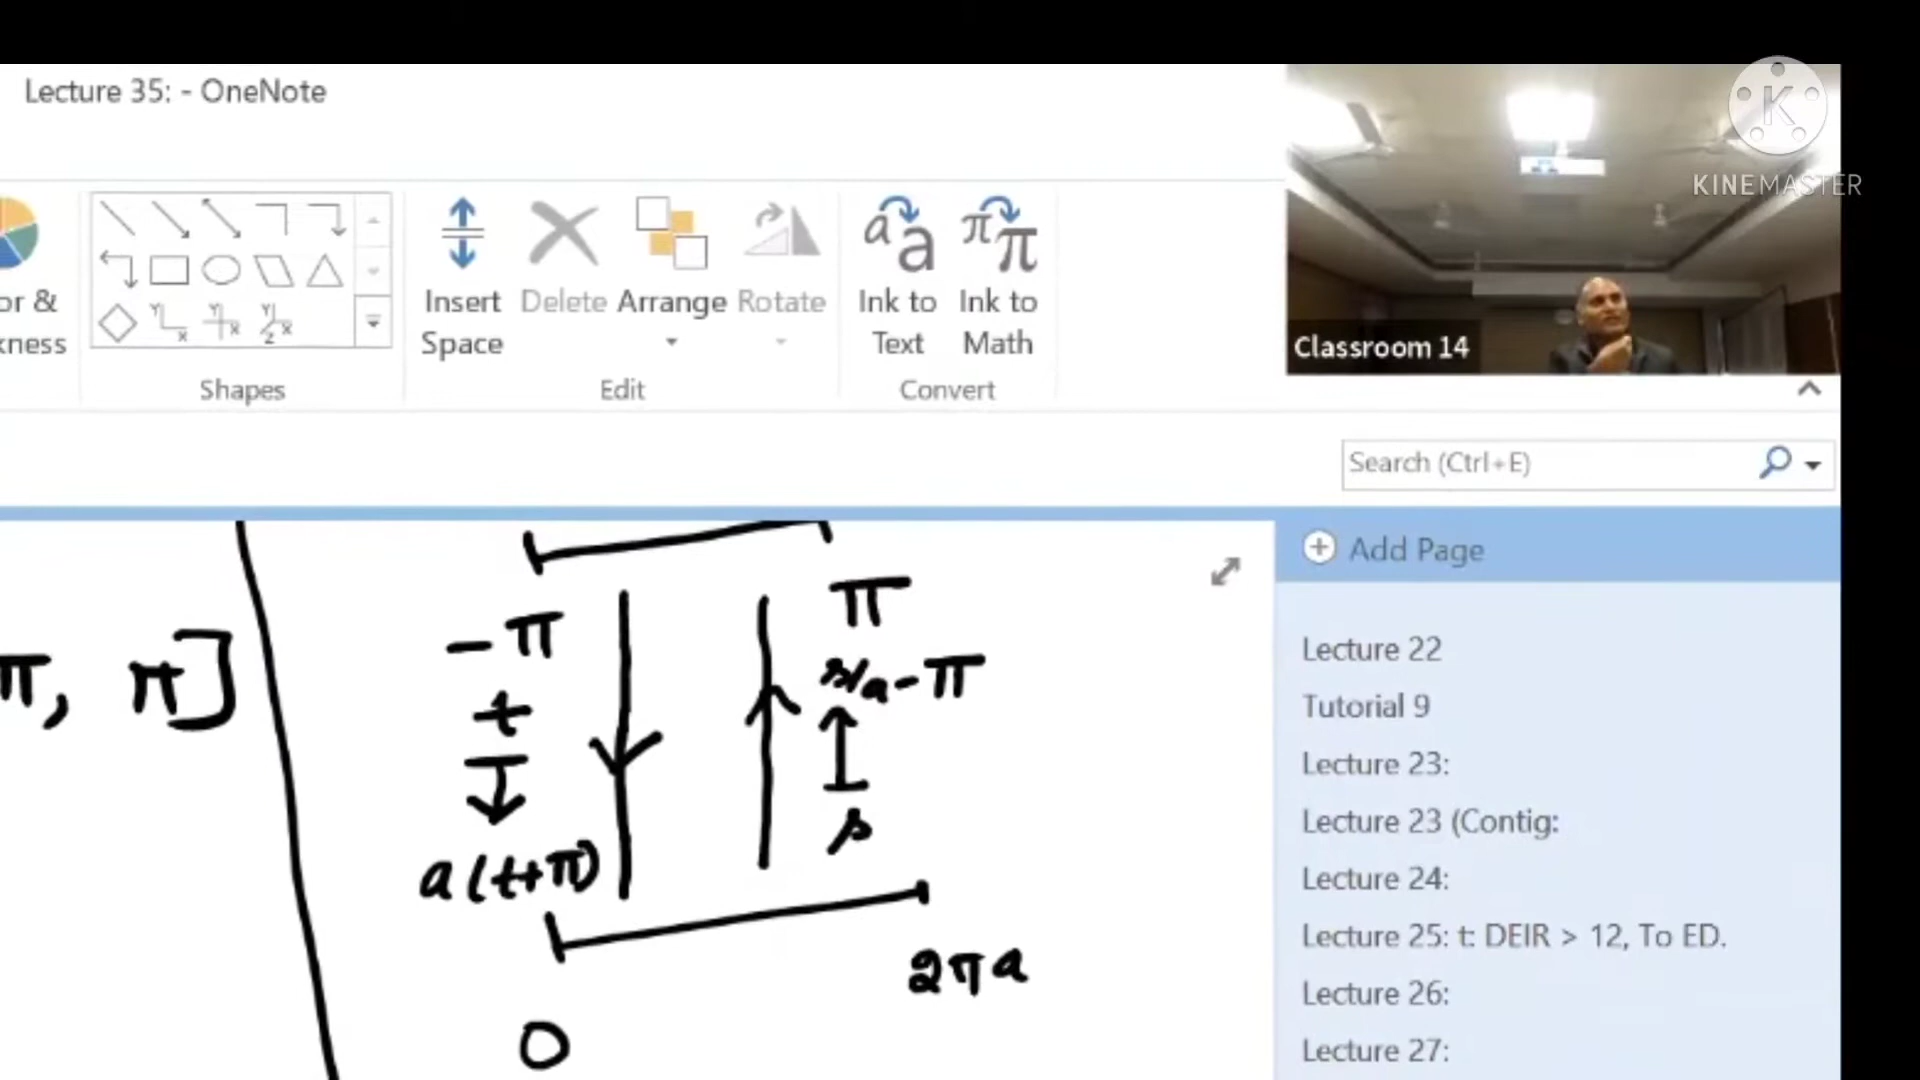 Lecture 35: - OneNote
KINEMASTER
or &
kness
Shapes
Insert Space
Delete
Arrange
Rotate
Edit
Ink to Text
Ink to Math
Convert
Classroom 14
Search (Ctrl+E)
Add Page
Lecture 22
Tutorial 9
Lecture 23:
Lecture 23 (Contig:
Lecture 24:
Lecture 25: t: DEIR > 12, To ED.
Lecture 26:
Lecture 27:
π, π]
-π
π
t
s/a-π
s
a(t+π)
2πa
0